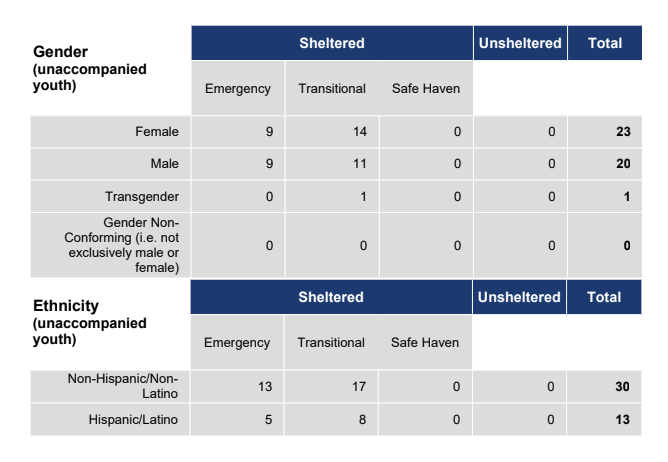 Gender Sheltered Unsheltered Total
(unaccompanied
youth)
Emergency Transitional Safe Haven
Female 9 14 0 0 23
Male 9 11 0 0 20
Transgender 0 1 0 0 1
Gender Non-
Conforming (i.e. not
exclusively male or
female) 0 0 0 0 0
Ethnicity Sheltered Unsheltered Total
(unaccompanied
youth)
Emergency Transitional Safe Haven
Non-Hispanic/Non-
Latino 13 17 0 0 30
Hispanic/Latino 5 8 0 0 13